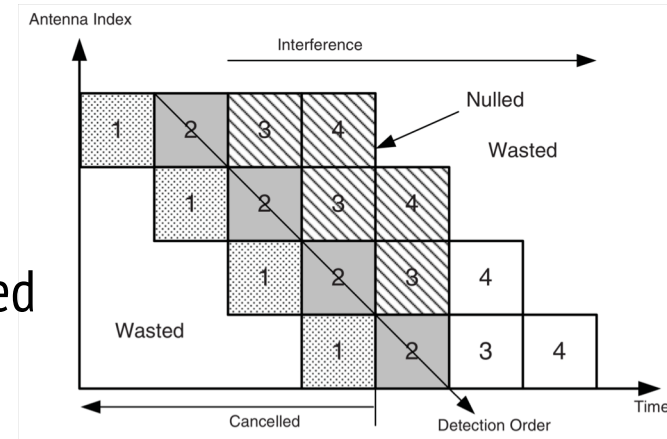 Antenna Index
Interference
Nulled
1 2 3 4
Wasted
1 2 3 4
ed
1 2 3 4
Wasted
1 2 3 4
Time
Cancelled
Detection Order